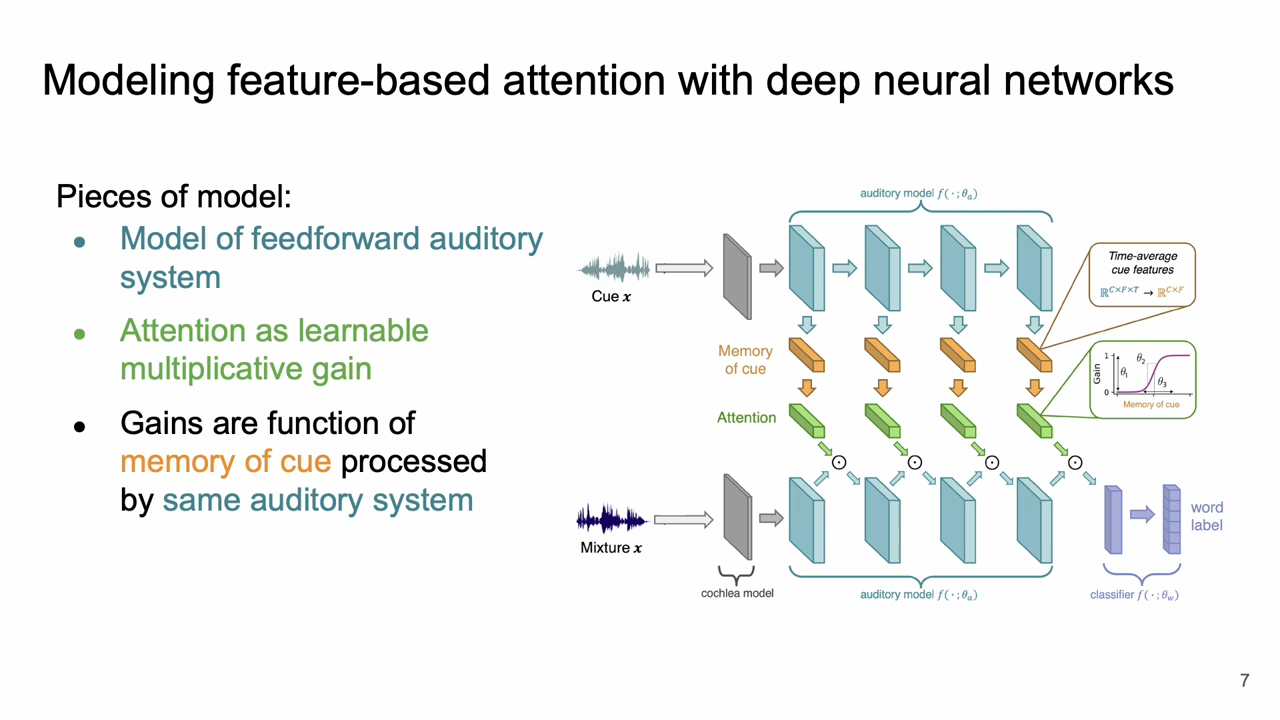 Modeling feature-based attention with deep neural networks
Pieces of model:
● Model of feedforward auditory
system
● Attention as learnable
multiplicative gain
● Gains are function of
memory of cue processed
by same auditory system
auditory model f(·;θₐ)
Cue x
Time-average
cue features
ℝ^{C×F×T} → ℝ^{C×F}
Memory
of cue
Gain
1
0
θ₁
θ₂
θ₃
Memory of cue
Attention
⊙ ⊙ ⊙ ⊙
Mixture x
word
label
cochlea model
auditory model f(·;θₐ)
classifier f(·;θ_w)
7